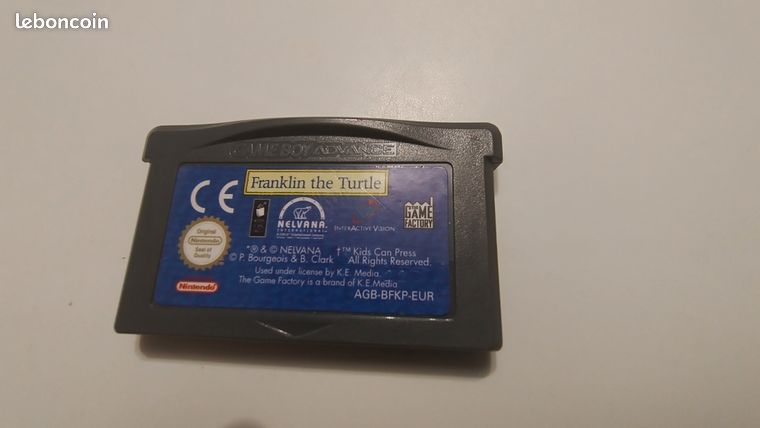 leboncoin
GAME BOY ADVANCE
Franklin the Turtle
CE
NELVANA
INTERNATIONAL
INTERACTIVE VISION
THE
GAME
FACTORY
Original
Nintendo
Seal of
Quality
*® & © NELVANA †™ Kids Can Press
© P. Bourgeois & B. Clark All Rights Reserved.
Used under license by K.E. Media.
The Game Factory is a brand of K.E.Media
Nintendo
AGB-BFKP-EUR